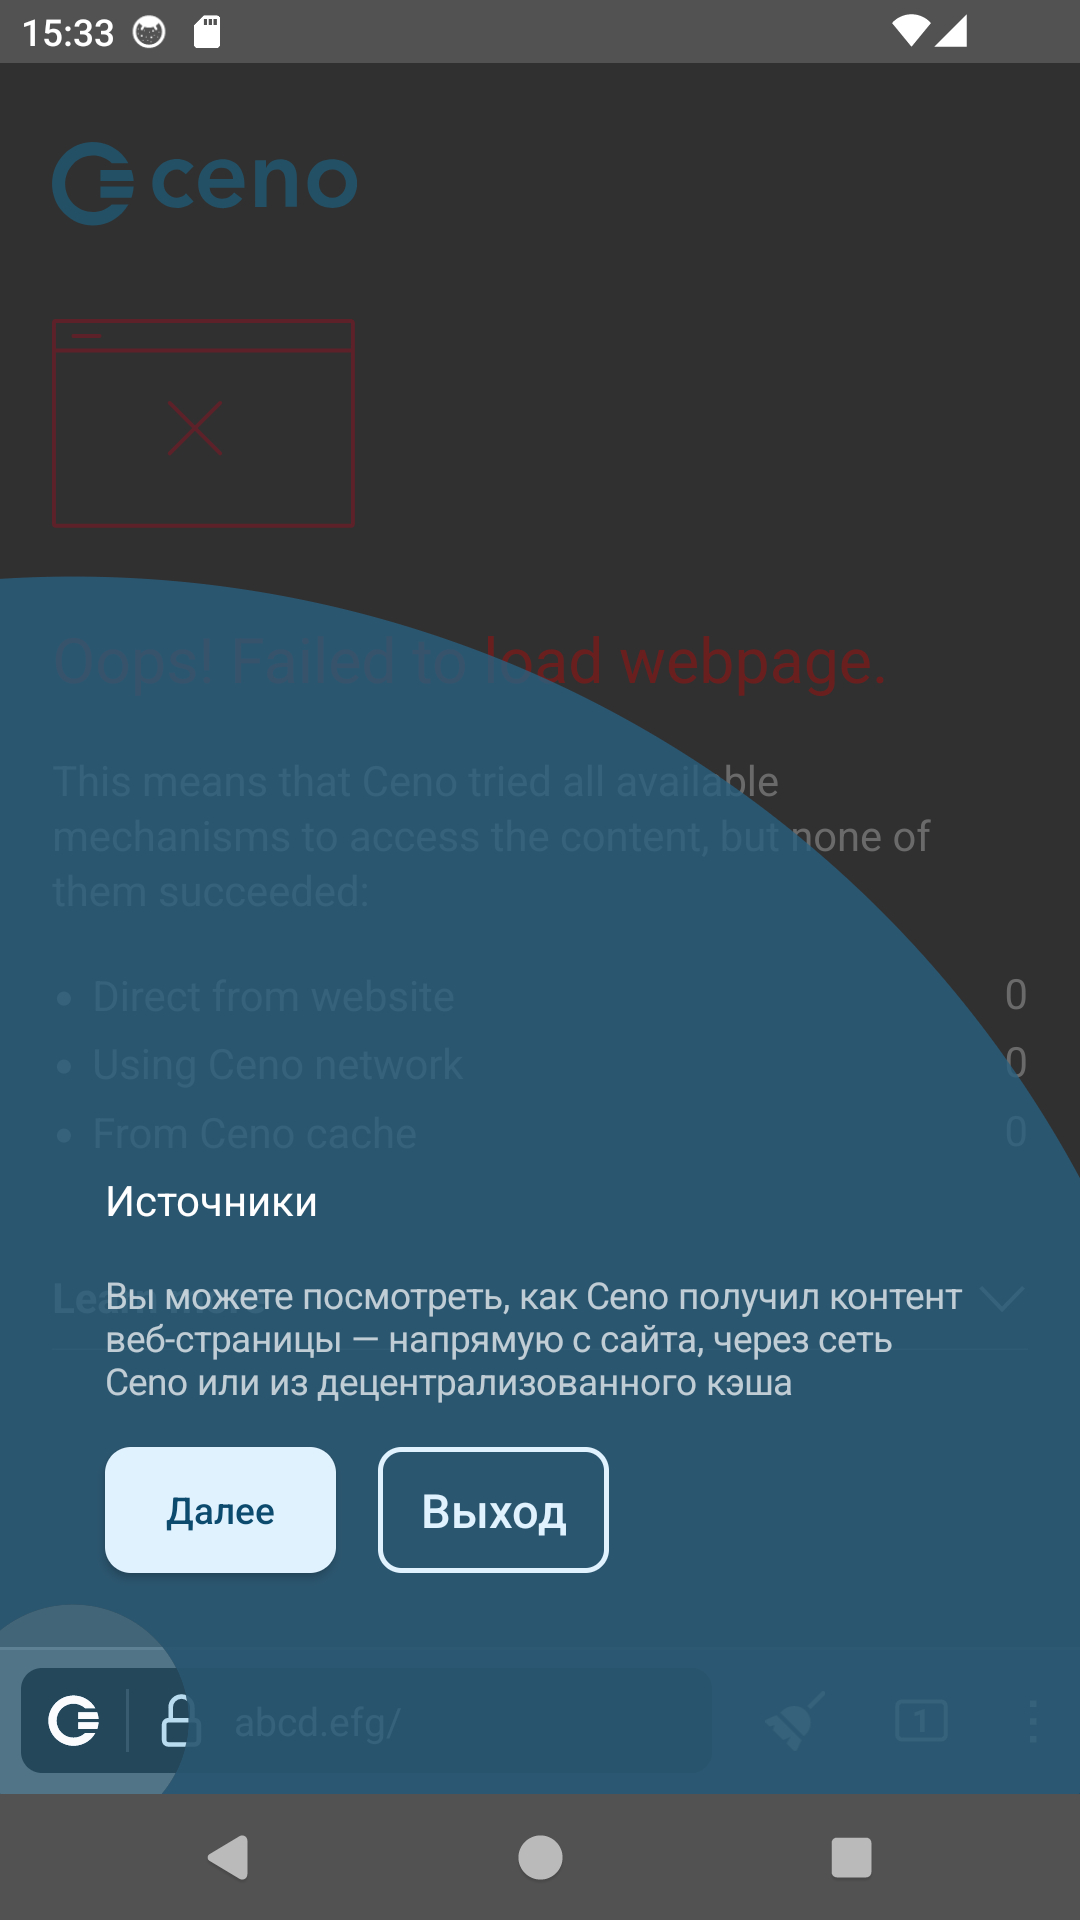 15:33
ceno
Oops! Failed to load webpage.
This means that Ceno tried all available
mechanisms to access the content, but none of
them succeeded:
• Direct from website 0
• Using Ceno network 0
• From Ceno cache 0
Источники
Вы можете посмотреть, как Ceno получил контент
веб-страницы — напрямую с сайта, через сеть
Ceno или из децентрализованного кэша
Далее
Выход
abcd.efg/
1